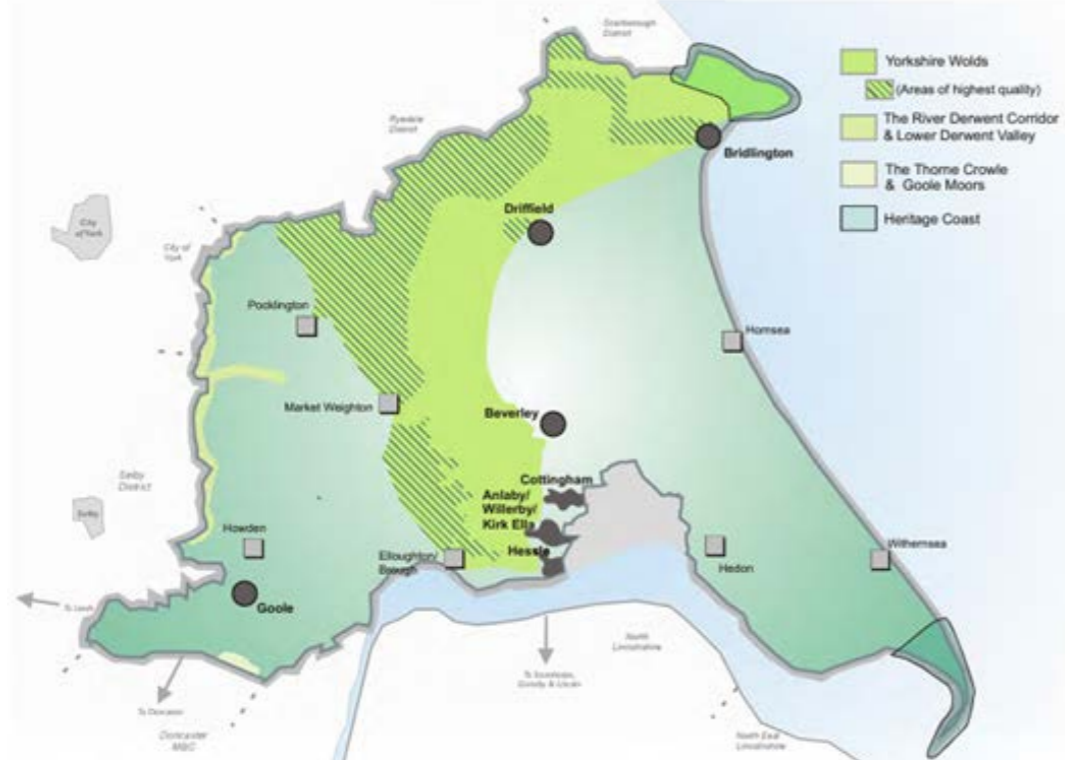 Scarborough
District
Yorkshire Wolds
(Areas of highest quality)
The River Derwent Corridor
& Lower Derwent Valley
The Thorne Crowle
& Goole Moors
Heritage Coast
Ryedale
District
Bridlington
Driffield
City
of York
City of
York
Pocklington
Hornsea
Market Weighton
Beverley
Cottingham
Anlaby/
Willerby/
Kirk Ella
Selby
District
Selby
Howden
Hessle
Elloughton/
Brough
Hedon
Withernsea
Goole
To Leeds
North
Lincolnshire
To Scunthorpe,
Grimsby & Lincoln
To Doncaster
Doncaster
MBC
North East
Lincolnshire